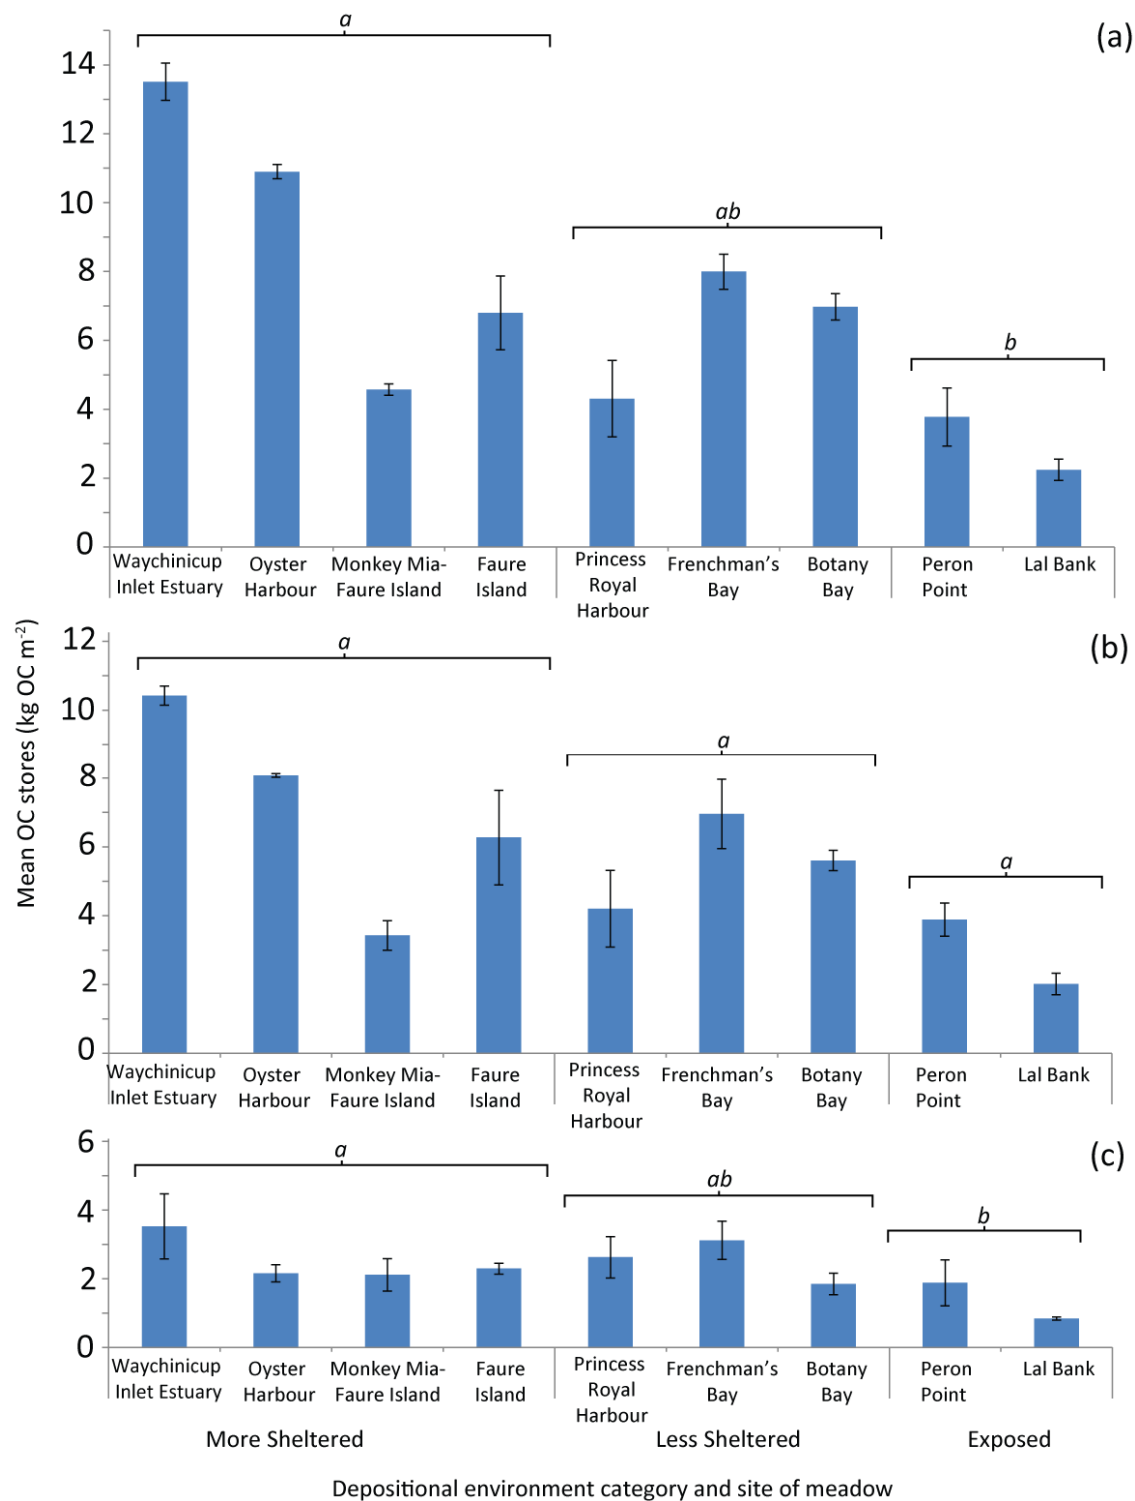 a
(a)
14
12
10
8
6
4
2
0
ab
b
Waychinicup
Inlet Estuary
Oyster
Harbour
Monkey Mia-
Faure Island
Faure
Island
Princess
Royal
Harbour
Frenchman's
Bay
Botany
Bay
Peron
Point
Lal Bank
Mean OC stores (kg OC m⁻²)
a
(b)
12
10
8
6
4
2
0
a
a
Waychinicup
Inlet Estuary
Oyster
Harbour
Monkey Mia-
Faure Island
Faure
Island
Princess
Royal
Harbour
Frenchman's
Bay
Botany
Bay
Peron
Point
Lal Bank
a
(c)
6
4
2
0
ab
b
Waychinicup
Inlet Estuary
Oyster
Harbour
Monkey Mia-
Faure Island
Faure
Island
Princess
Royal
Harbour
Frenchman's
Bay
Botany
Bay
Peron
Point
Lal Bank
More Sheltered
Less Sheltered
Exposed
Depositional environment category and site of meadow